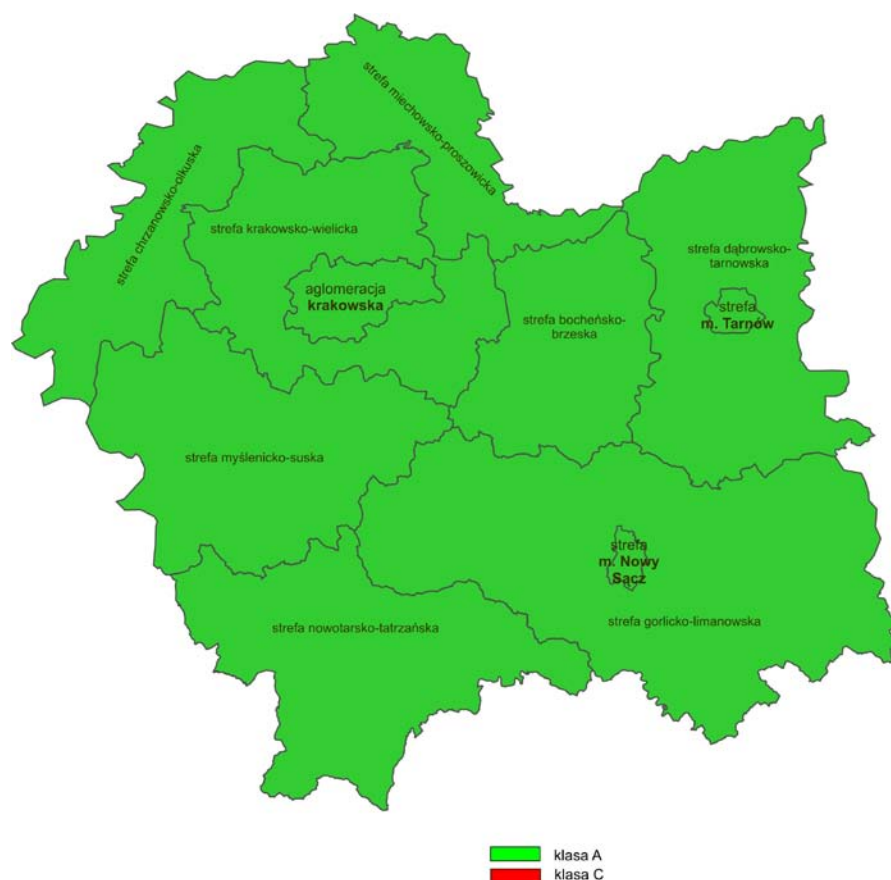 strefa miechowsko-proszowicka
strefa chrzanowsko-olkuska
strefa krakowsko-wielicka
strefa dąbrowsko-
tarnowska
aglomeracja
krakowska
strefa
m. Tarnów
strefa bocheńsko-
brzeska
strefa myślenicko-suska
strefa
m. Nowy
Sącz
strefa gorlicko-limanowska
strefa nowotarsko-tatrzańska
klasa A
klasa C